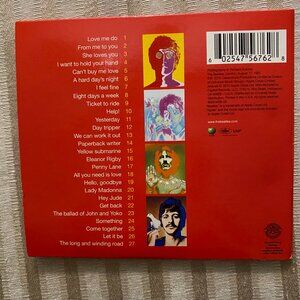 Love me do 1
From me to you 2
She loves you 3
I want to hold your hand 4
Can't buy me love 5
A hard day's night 6
I feel fine 7
Eight days a week 8
Ticket to ride 9
Help! 10
Yesterday 11
Day tripper 12
We can work it out 13
Paperback writer 14
Yellow submarine 15
Eleanor Rigby 16
Penny Lane 17
All you need is love 18
Hello, goodbye 19
Lady Madonna 20
Hey Jude 21
Get back 22
The ballad of John and Yoko 23
Something 24
Come together 25
Let it be 26
The long and winding road 27
6 02547 56762 8